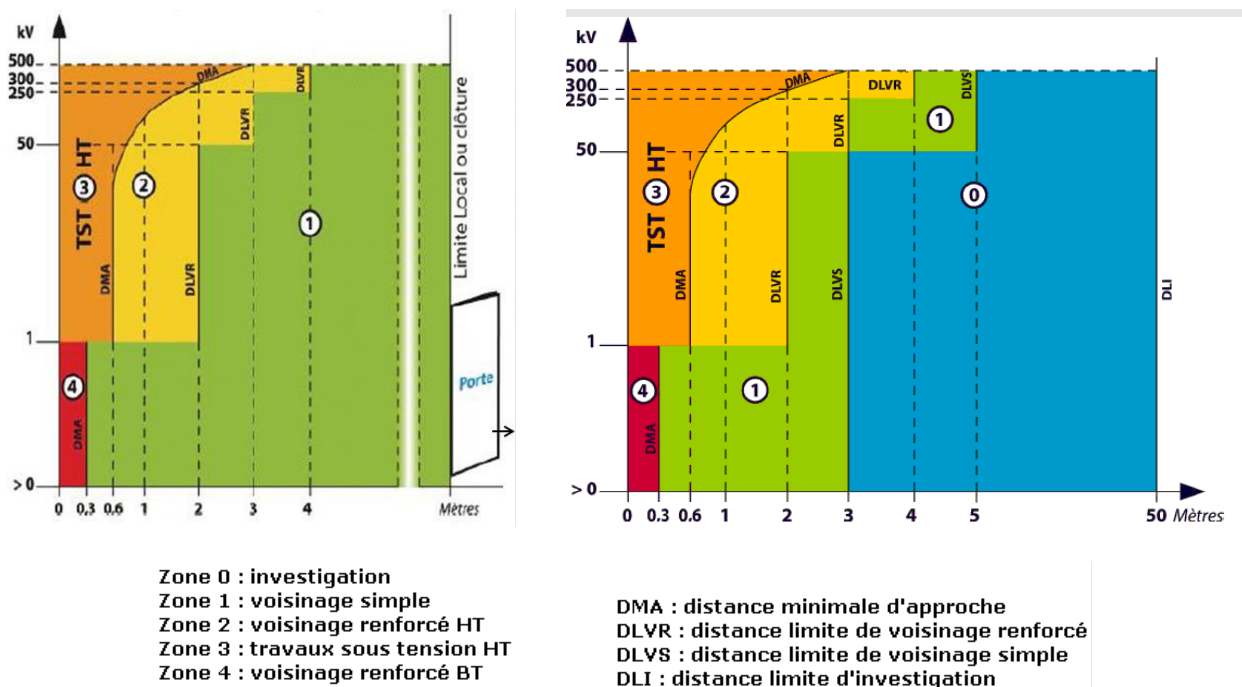 kV
500
300
250
50
1
> 0
DMA
DLVR
DLVR
TST HT
3
2
1
DMA
DLVR
4
DMA
Limite Local ou clôture
Porte
0 0.3 0.6 1 2 3 4 Mètres
kV
500
300
250
50
1
> 0
DMA
DLVR
DLVS
DLVR
1
TST HT
3
2
0
DMA
DLVR
DLVS
DLI
4
1
DMA
0 0.3 0.6 1 2 3 4 5 50 Mètres
Zone 0 : investigation
Zone 1 : voisinage simple
Zone 2 : voisinage renforcé HT
Zone 3 : travaux sous tension HT
Zone 4 : voisinage renforcé BT
DMA : distance minimale d'approche
DLVR : distance limite de voisinage renforcé
DLVS : distance limite de voisinage simple
DLI : distance limite d'investigation